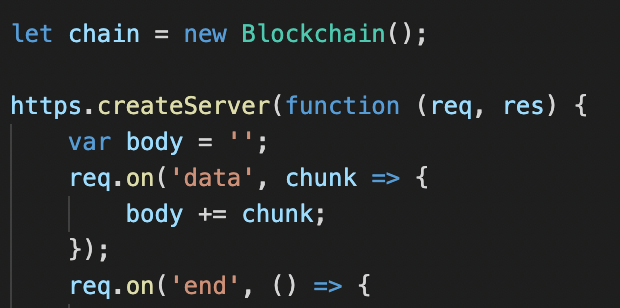 let chain = new Blockchain();
https.createServer(function (req, res) {
var body = '';
req.on('data', chunk => {
body += chunk;
});
req.on('end', () => {